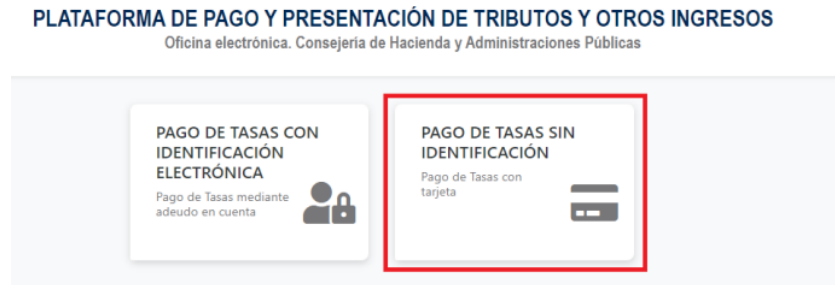 PLATAFORMA DE PAGO Y PRESENTACIÓN DE TRIBUTOS Y OTROS INGRESOS
Oficina electrónica. Consejería de Hacienda y Administraciones Públicas
PAGO DE TASAS CON
IDENTIFICACIÓN
ELECTRÓNICA
Pago de Tasas mediante
adeudo en cuenta
PAGO DE TASAS SIN
IDENTIFICACIÓN
Pago de Tasas con
tarjeta